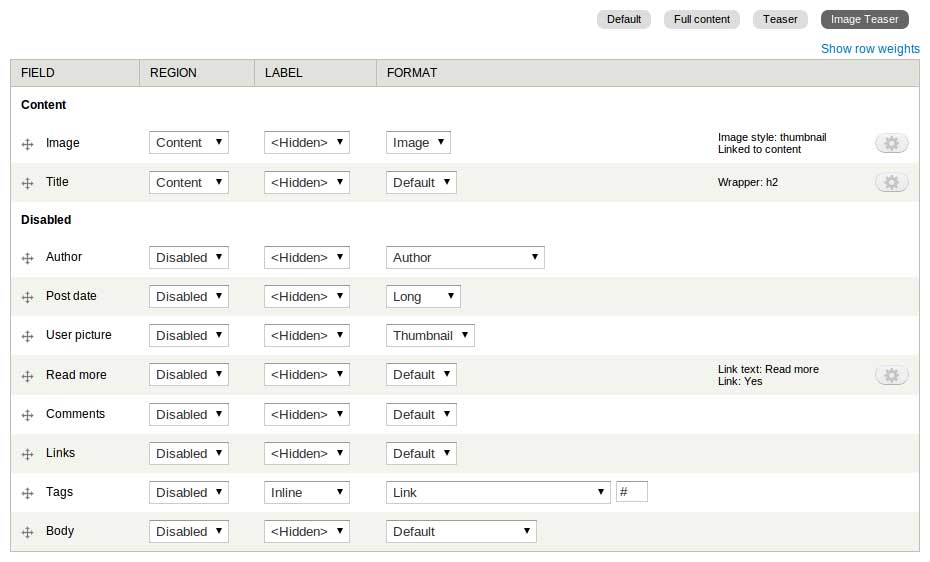 Default Full content Teaser Image Teaser
Show row weights
FIELD REGION LABEL FORMAT
Content
Image Content <Hidden> Image Image style: thumbnail
Linked to content
Title Content <Hidden> Default Wrapper: h2
Disabled
Author Disabled <Hidden> Author
Post date Disabled <Hidden> Long
User picture Disabled <Hidden> Thumbnail
Read more Disabled <Hidden> Default Link text: Read more
Link: Yes
Comments Disabled <Hidden> Default
Links Disabled <Hidden> Default
Tags Disabled Inline Link #
Body Disabled <Hidden> Default